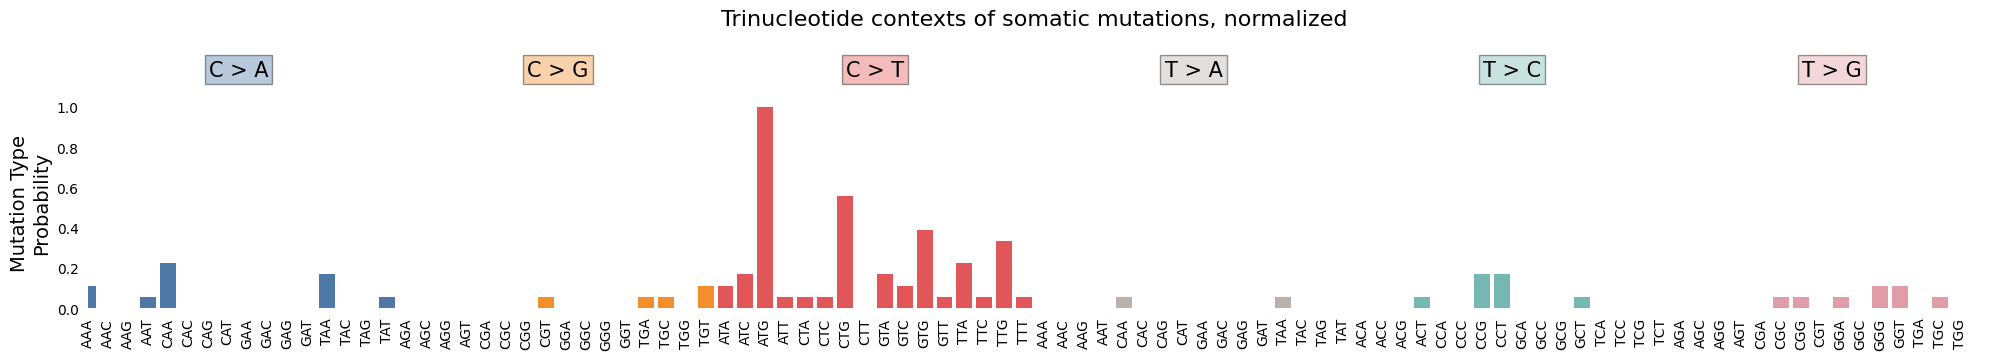 Trinucleotide contexts of somatic mutations, normalized
C > A
C > G
C > T
T > A
T > C
T > G
Mutation Type
Probability
1.0
0.8
0.6
0.4
0.2
0.0
AAA AAC AAG AAT CAA CAC CAG CAT GAA GAC GAG GAT TAA TAC TAG TAT AGA AGC AGG AGT CGA CGC CGG CGT GGA GGC GGG GGT TGA TGC TGG TGT ATA ATC ATG ATT CTA CTC CTG CTT GTA GTC GTG GTT TTA TTC TTG TTT AAA AAC AAG AAT CAA CAC CAG CAT GAA GAC GAG GAT TAA TAC TAG TAT ACA ACC ACG ACT CCA CCC CCG CCT GCA GCC GCG GCT TCA TCC TCG TCT AGA AGC AGG AGT CGA CGC CGG CGT GGA GGC GGG GGT TGA TGC TGG